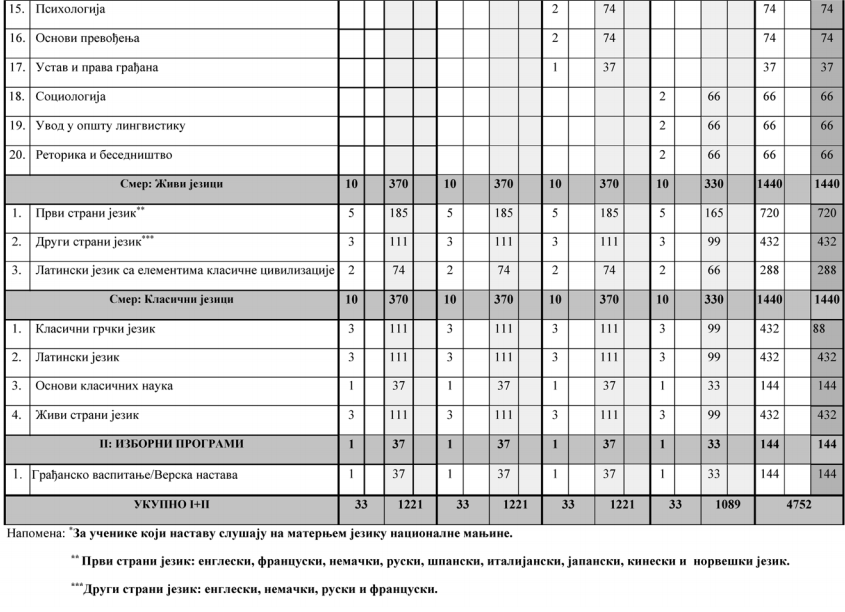 15. Психологија 2 74 74 74
16. Основи превођења 2 74 74 74
17. Устав и права грађана 1 37 37 37
18. Социологија 2 66 66 66
19. Увод у општу лингвистику 2 66 66 66
20. Реторика и беседништво 2 66 66 66
Смер: Живи језици 10 370 10 370 10 370 10 330 1440 1440
1. Први страни језик** 5 185 5 185 5 185 5 165 720 720
2. Други страни језик*** 3 111 3 111 3 111 3 99 432 432
3. Латински језик са елементима класичне цивилизације 2 74 2 74 2 74 2 66 288 288
Смер: Класични језици 10 370 10 370 10 370 10 330 1440 1440
1. Класични грчки језик 3 111 3 111 3 111 3 99 432 88
2. Латински језик 3 111 3 111 3 111 3 99 432 432
3. Основи класичних наука 1 37 1 37 1 37 1 33 144 144
4. Живи страни језик 3 111 3 111 3 111 3 99 432 432
II: ИЗБОРНИ ПРОГРАМИ 1 37 1 37 1 37 1 33 144 144
1. Грађанско васпитање/Верска настава 1 37 1 37 1 37 1 33 144 144
УКУПНО I+II 33 1221 33 1221 33 1221 33 1089 4752
Напомена: *За ученике који наставу слушају на матерњем језику националне мањине.
** Први страни језик: енглески, француски, немачки, руски, шпански, италијански, јапански, кинески и норвешки језик.
***Други страни језик: енглески, немачки, руски и француски.